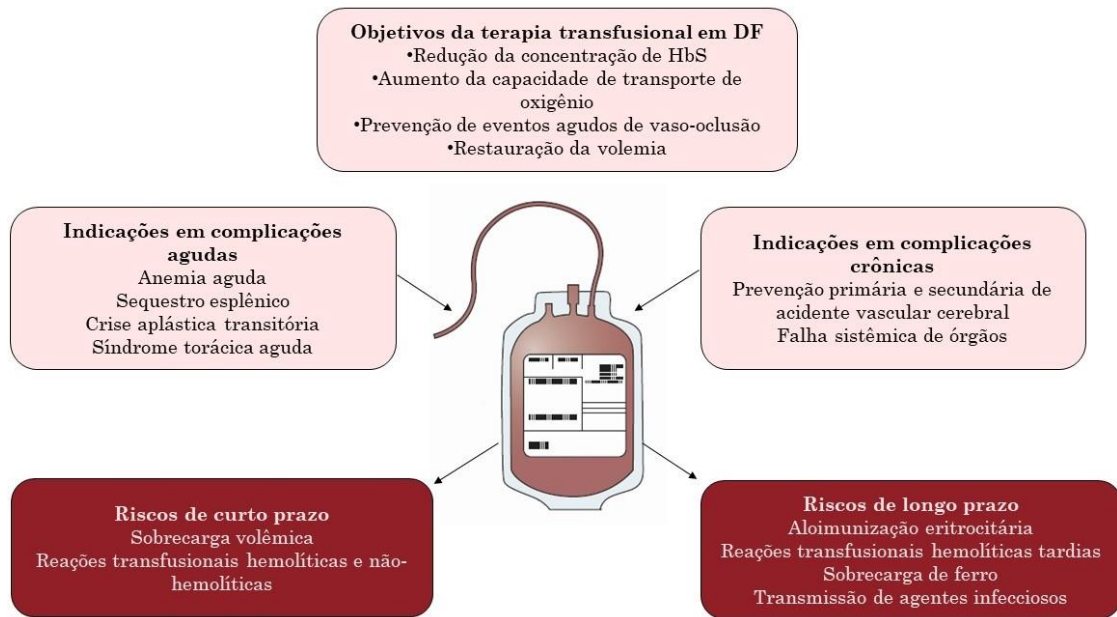 Objetivos da terapia transfusional em DF
•Redução da concentração de HbS
•Aumento da capacidade de transporte de
oxigênio
•Prevenção de eventos agudos de vaso-oclusão
•Restauração da volemia
Indicações em complicações
agudas
Anemia aguda
Sequestro esplênico
Crise aplástica transitória
Síndrome torácica aguda
Indicações em complicações
crônicas
Prevenção primária e secundária de
acidente vascular cerebral
Falha sistêmica de órgãos
Riscos de curto prazo
Sobrecarga volêmica
Reações transfusionais hemolíticas e não-
hemolíticas
Riscos de longo prazo
Aloimunização eritrocitária
Reações transfusionais hemolíticas tardias
Sobrecarga de ferro
Transmissão de agentes infecciosos